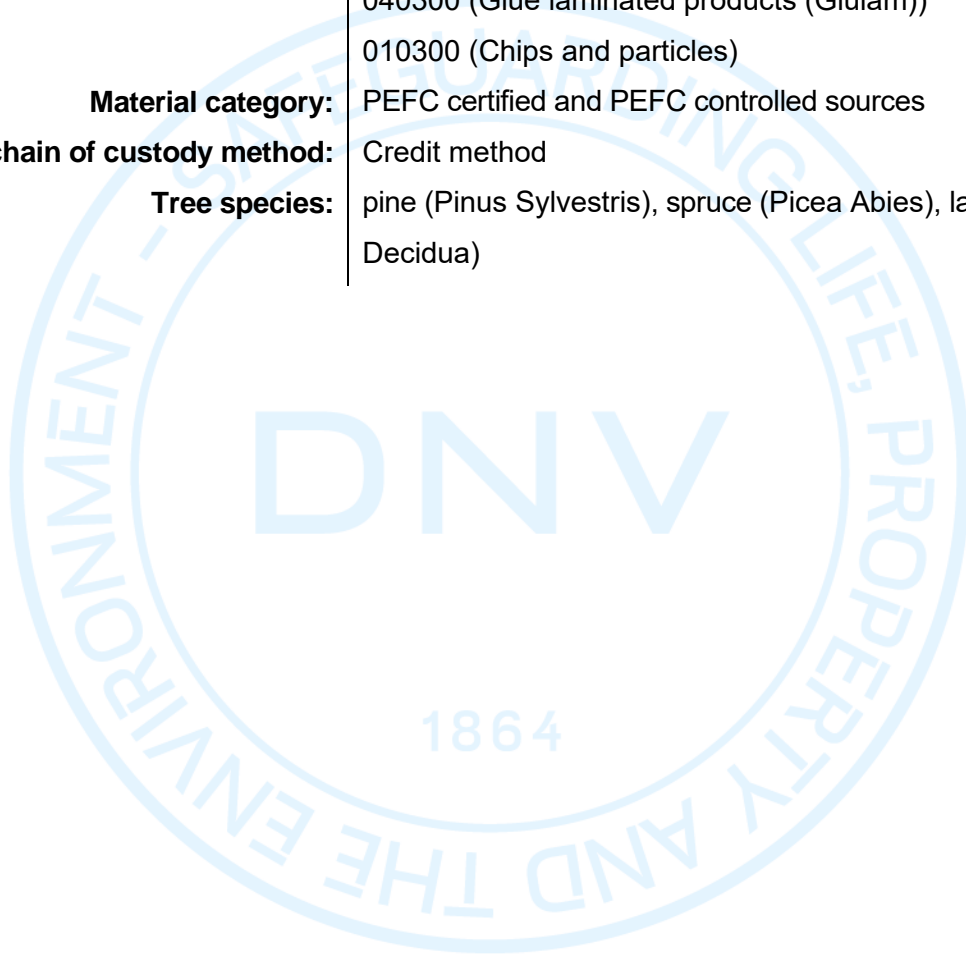 040300 (Glue laminated products (Glulam))
010300 (Chips and particles)
Material category: PEFC certified and PEFC controlled sources
chain of custody method: Credit method
Tree species: pine (Pinus Sylvestris), spruce (Picea Abies),
Decidua)
SAFEGUARDING LIFE, PROPERTY AND THE ENVIRONMENT -
DNV
1864